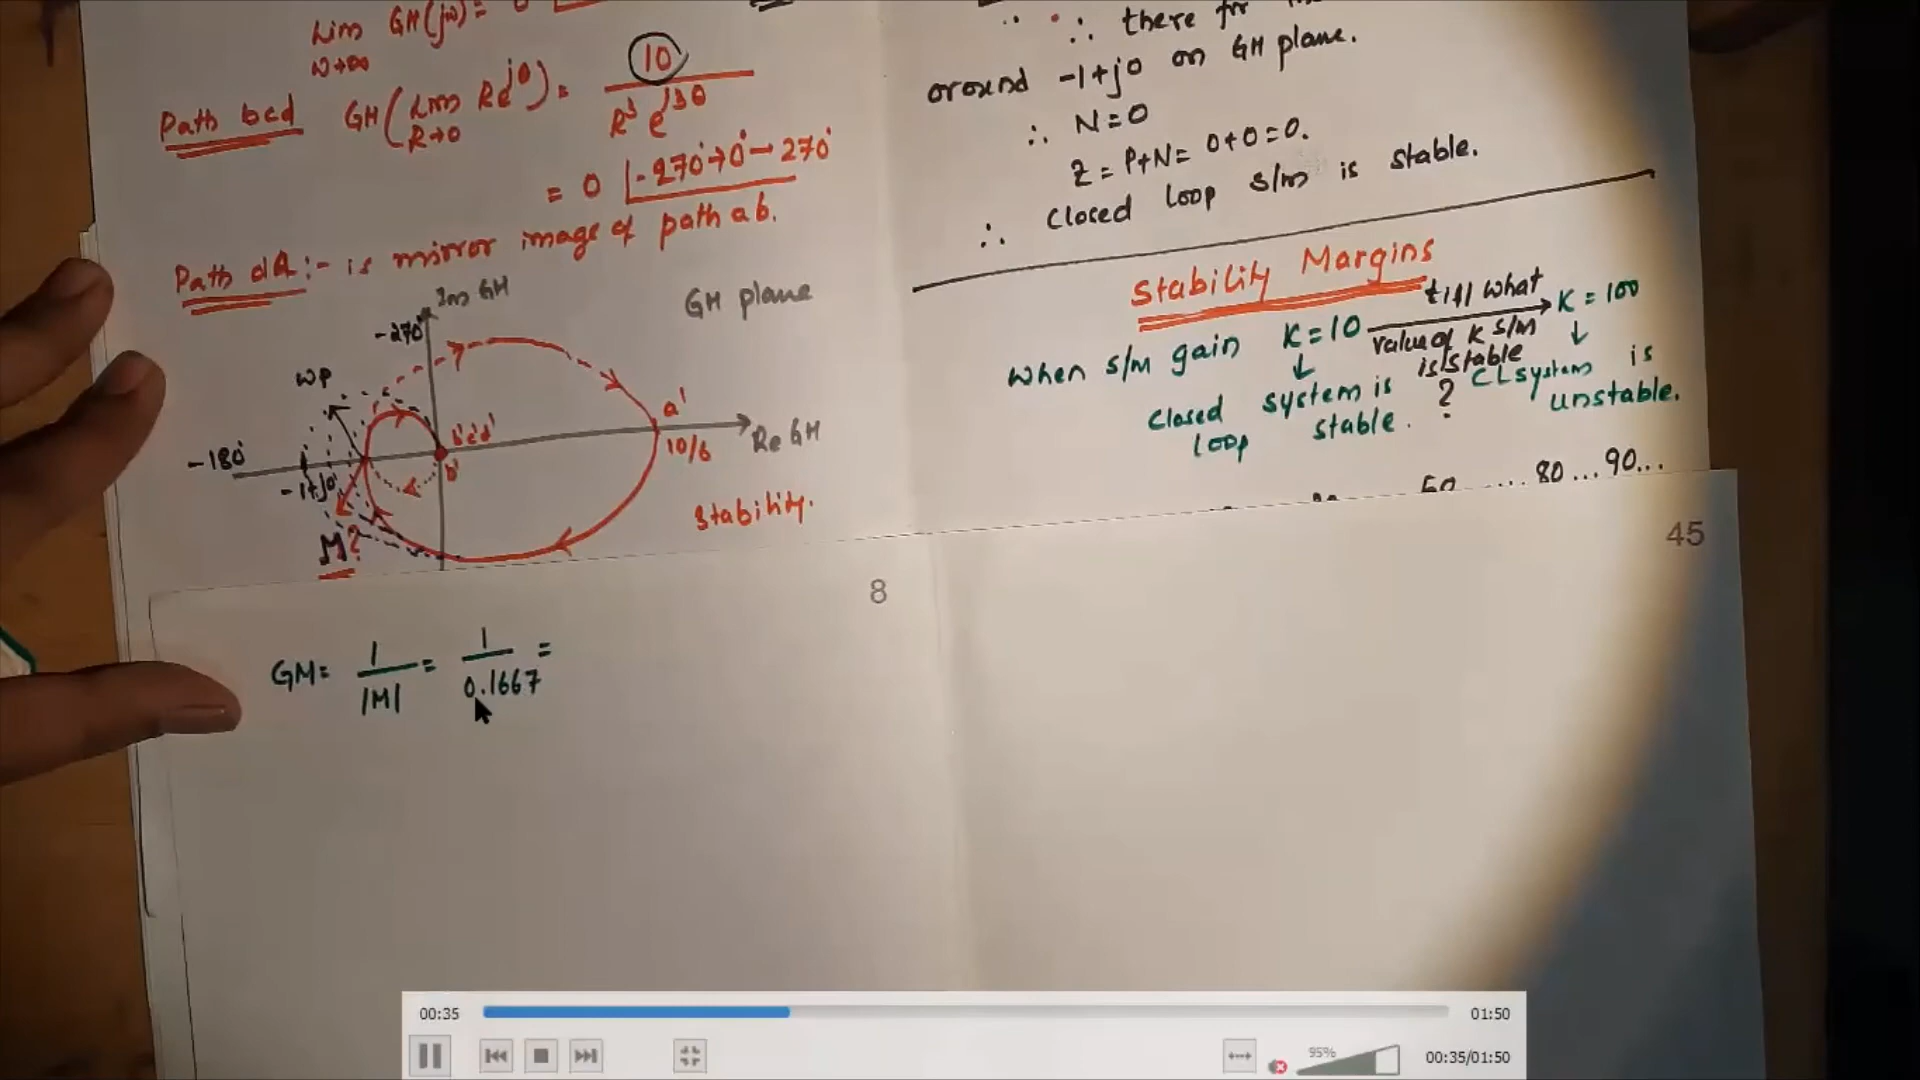 Lim GH(jω) = 0
ω→∞
Path bcd GH(Lim Re^jθ) = 10
R→0 R³ e^j3θ
= 0 |-270°→0°→270°
Path da :- is mirror image of path ab.
Im GH
GH plane
-270°
ωp
a'
b'c'd'
Re GH
10/6
-180°
-1+j0
b'
M?
Stability.
∴ there for
around -1+j0 on GH plane.
∴ N=0
Z = P+N = 0+0=0.
∴ Closed loop s/m is stable.
Stability Margins
when s/m gain K=10 till what value of K s/m is stable ? K = 100
Closed loop system is stable.
CL system is unstable.
50 ... 80 ... 90...
45
8
GM = 1/|M| = 1/0.1667 =
00:35
01:50
95%
00:35/01:50